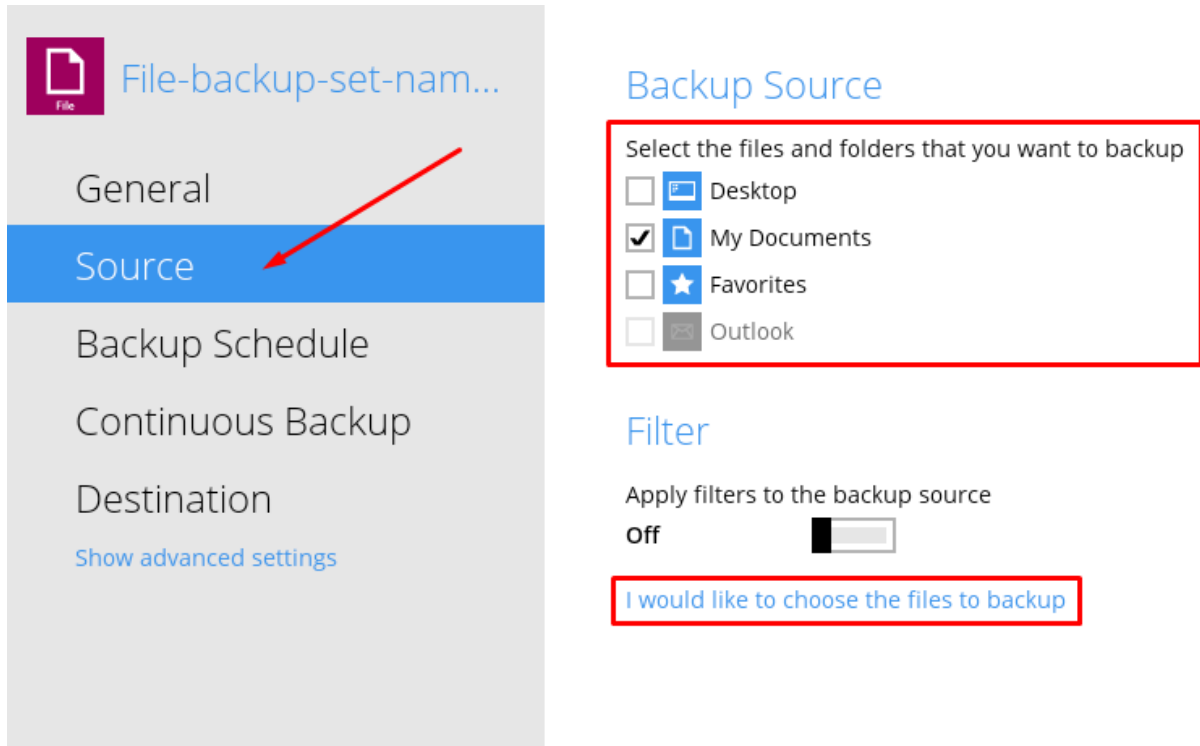 File
File-backup-set-nam...
General
Source
Backup Schedule
Continuous Backup
Destination
Show advanced settings
Backup Source
Select the files and folders that you want to backup
Desktop
My Documents
Favorites
Outlook
Filter
Apply filters to the backup source
Off
I would like to choose the files to backup